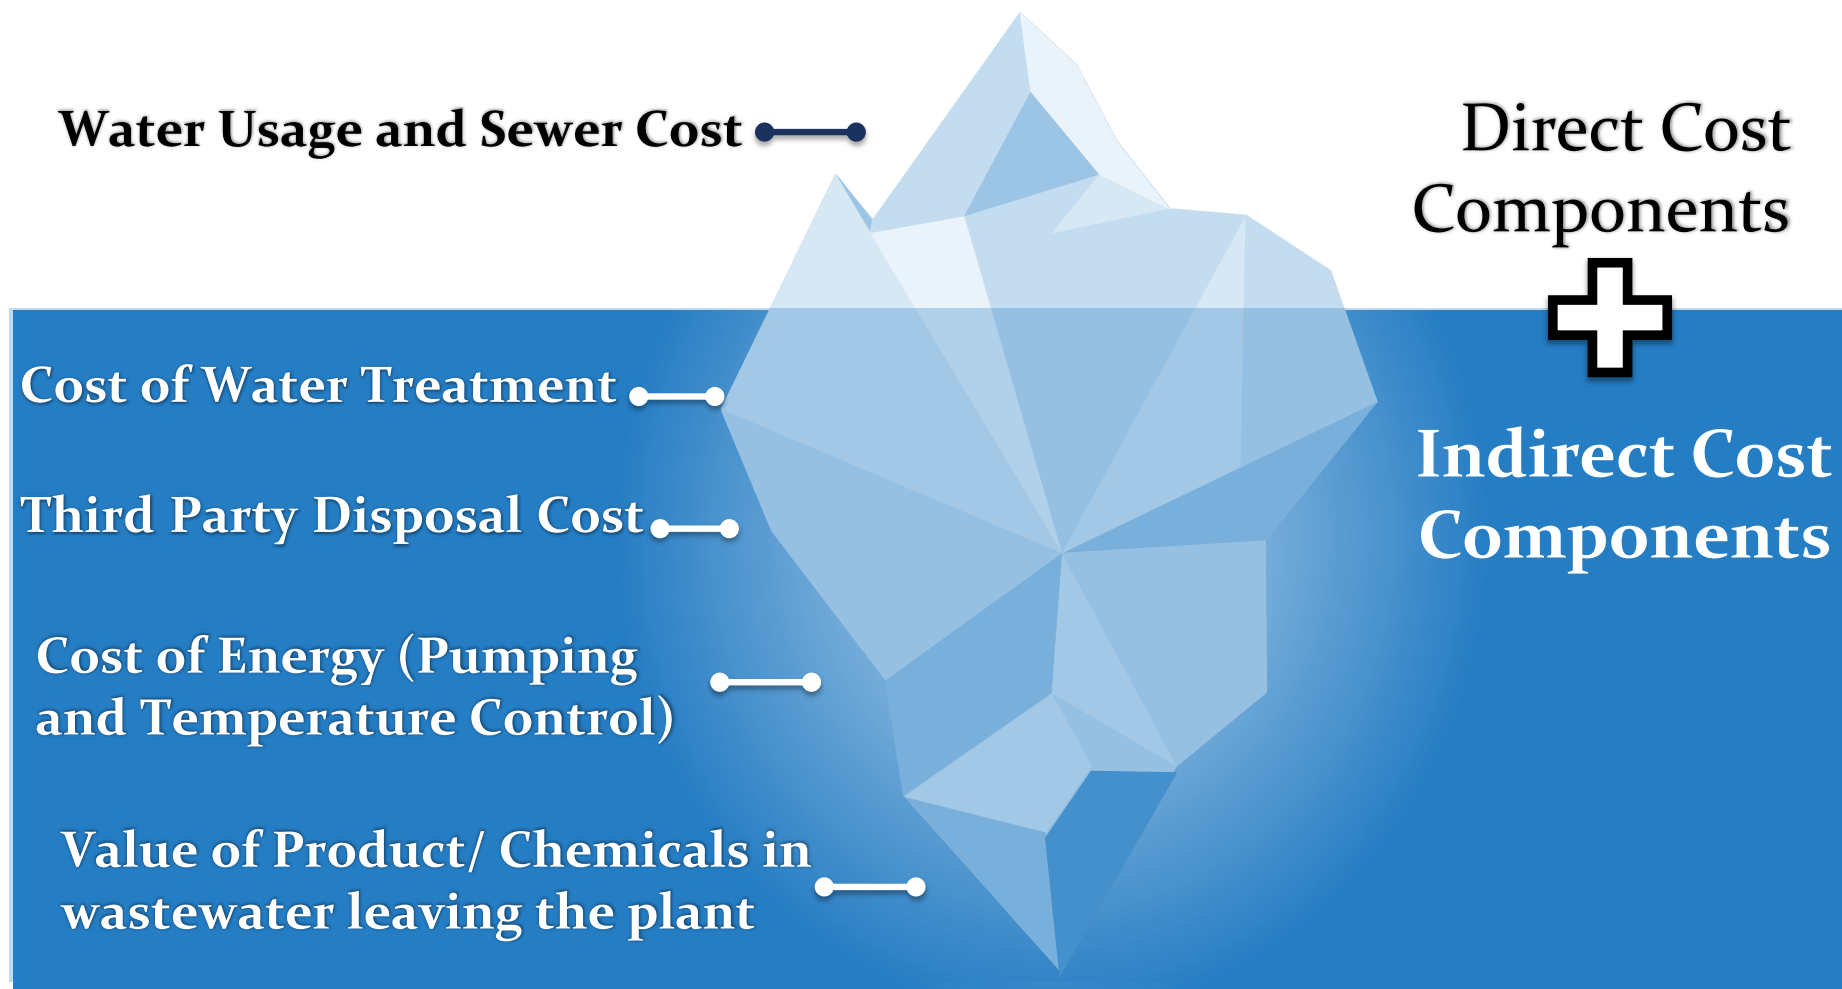 Water Usage and Sewer Cost
Direct Cost
Components
Cost of Water Treatment
Third Party Disposal Cost
Indirect Cost
Components
Cost of Energy (Pumping
and Temperature Control)
Value of Product/ Chemicals in
wastewater leaving the plant